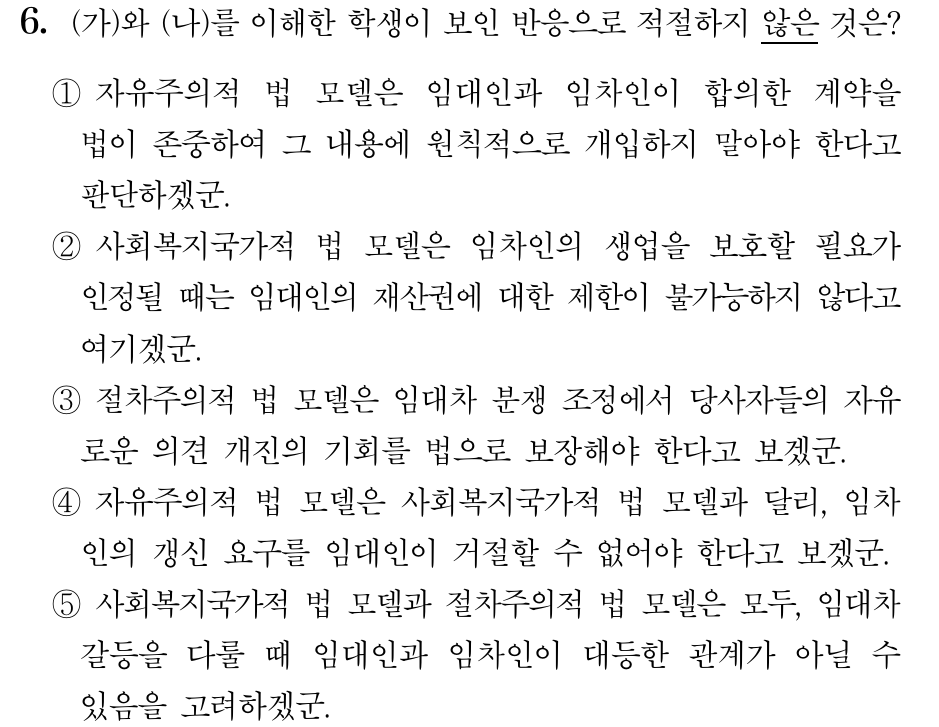 6. (가)와 (나)를 이해한 학생이 보인 반응으로 적절하지 않은 것은?
① 자유주의적 법 모델은 임대인과 임차인이 합의한 계약을
법이 존중하여 그 내용에 원칙적으로 개입하지 말아야 한다고
판단하겠군.
② 사회복지국가적 법 모델은 임차인의 생업을 보호할 필요가
인정될 때는 임대인의 재산권에 대한 제한이 불가능하지 않다고
여기겠군.
③ 절차주의적 법 모델은 임대차 분쟁 조정에서 당사자들의 자유
로운 의견 개진의 기회를 법으로 보장해야 한다고 보겠군.
④ 자유주의적 법 모델은 사회복지국가적 법 모델과 달리, 임차
인의 갱신 요구를 임대인이 거절할 수 없어야 한다고 보겠군.
⑤ 사회복지국가적 법 모델과 절차주의적 법 모델은 모두, 임대차
갈등을 다룰 때 임대인과 임차인이 대등한 관계가 아닐 수
있음을 고려하겠군.